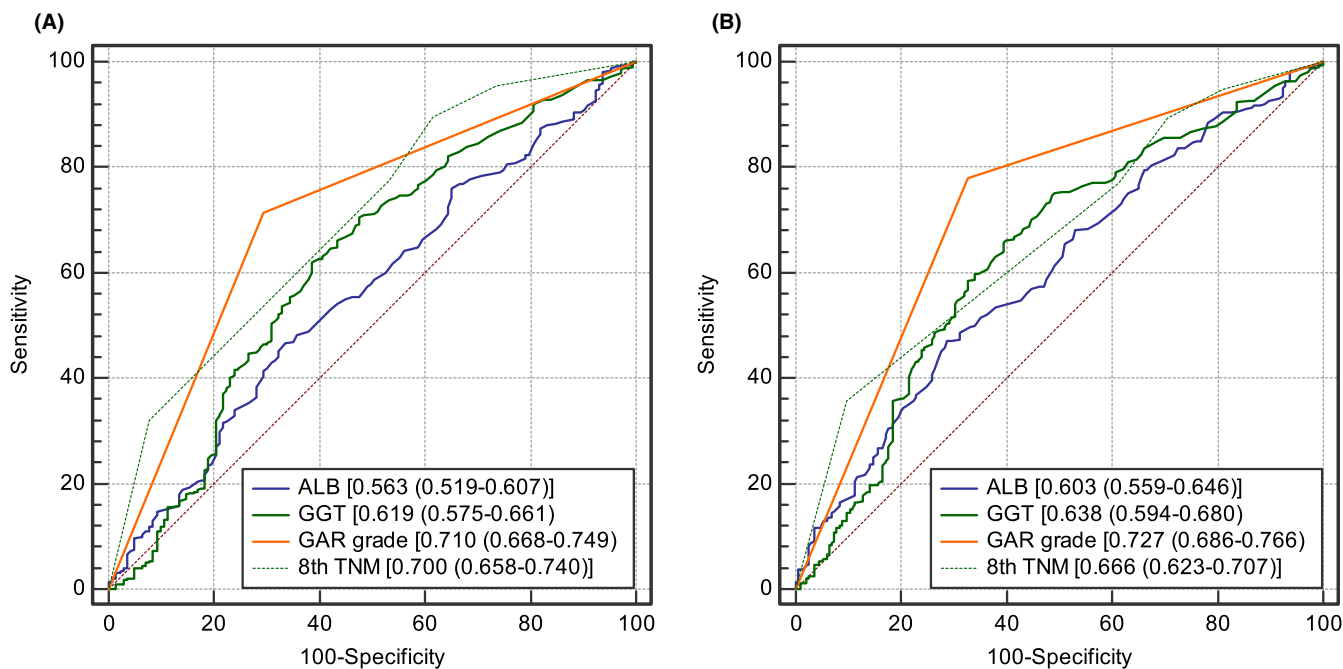 (A)
100
80
60
40
20
0
Sensitivity
ALB [0.563 (0.519-0.607)]
GGT [0.619 (0.575-0.661)
GAR grade [0.710 (0.668-0.749)
8th TNM [0.700 (0.658-0.740)]
0 20 40 60 80 100
100-Specificity
(B)
100
80
60
40
20
0
Sensitivity
ALB [0.603 (0.559-0.646)]
GGT [0.638 (0.594-0.680)
GAR grade [0.727 (0.686-0.766)
8th TNM [0.666 (0.623-0.707)]
0 20 40 60 80 100
100-Specificity